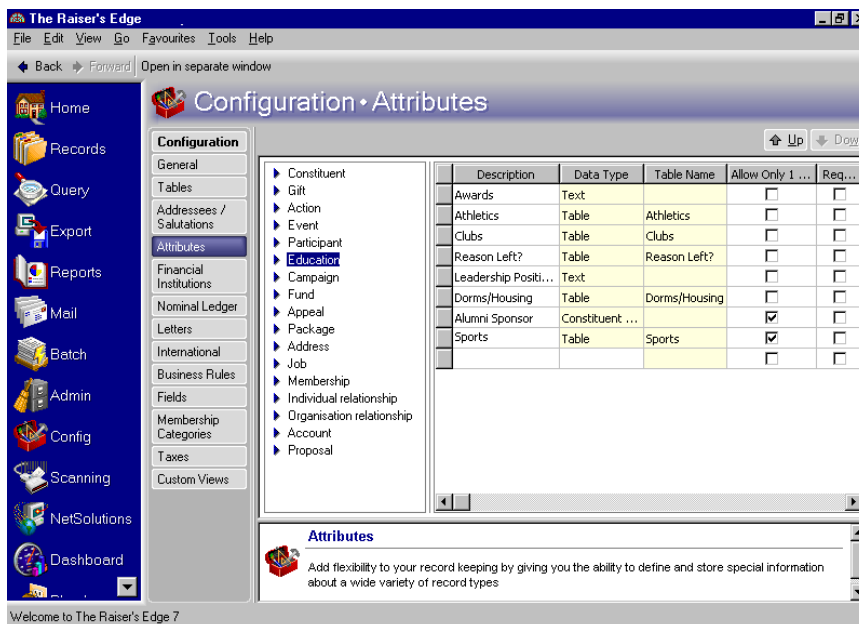 The Raiser's Edge
File Edit View Go Favourites Tools Help
Back Forward Open in separate window
Configuration • Attributes
Up Dow
Home
Records
Query
Export
Reports
Mail
Batch
Admin
Config
Scanning
NetSolutions
Dashboard
Configuration
General
Tables
Addressees /
Salutations
Attributes
Financial
Institutions
Nominal Ledger
Letters
International
Business Rules
Fields
Membership
Categories
Taxes
Custom Views
Constituent
Gift
Action
Event
Participant
Education
Campaign
Fund
Appeal
Package
Address
Job
Membership
Individual relationship
Organisation relationship
Account
Proposal
Description Data Type Table Name Allow Only 1 ... Req...
Awards Text
Athletics Table Athletics
Clubs Table Clubs
Reason Left? Table Reason Left?
Leadership Positi... Text
Dorms/Housing Table Dorms/Housing
Alumni Sponsor Constituent ...
Sports Table Sports
Attributes
Add flexibility to your record keeping by giving you the ability to define and store special information
about a wide variety of record types
Welcome to The Raiser's Edge 7